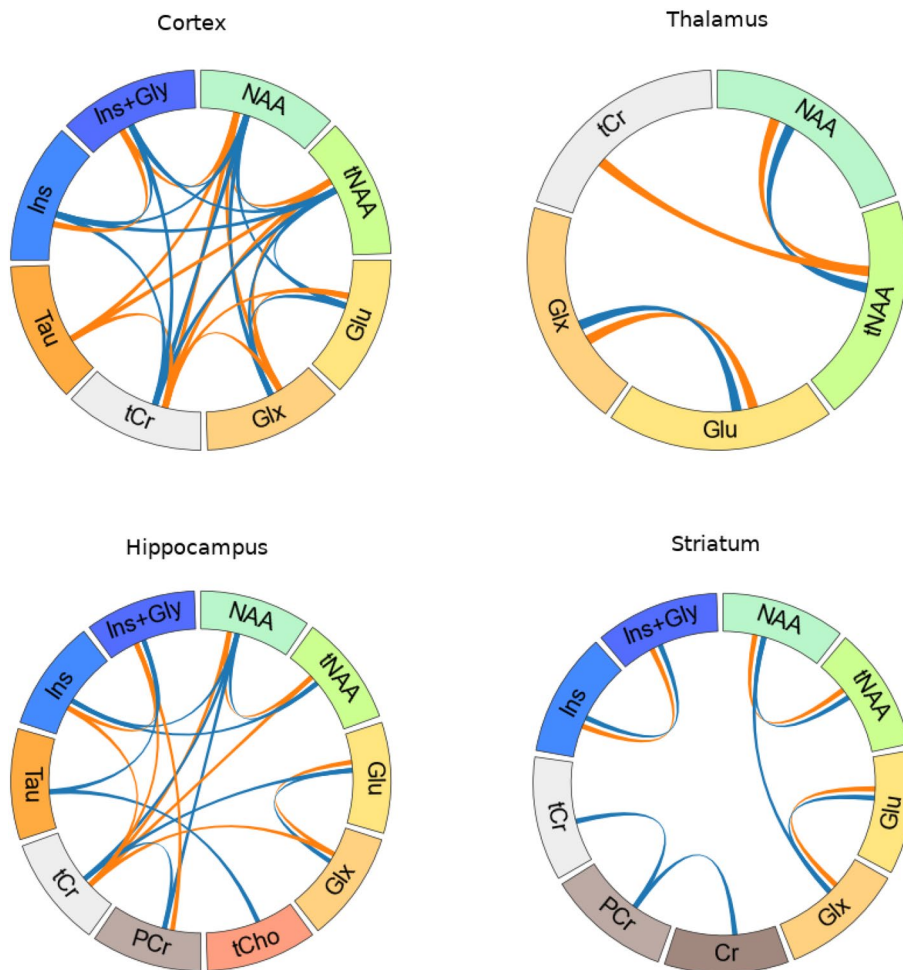 Cortex
Ins+Gly
NAA
tNAA
Glu
Glx
tCr
Tau
Ins
Thalamus
tCr
NAA
tNAA
Glu
Glx
Hippocampus
Ins+Gly
NAA
tNAA
Glu
Glx
tCho
PCr
tCr
Tau
Ins
Striatum
Ins+Gly
NAA
tNAA
Glu
Glx
Cr
PCr
tCr
Ins